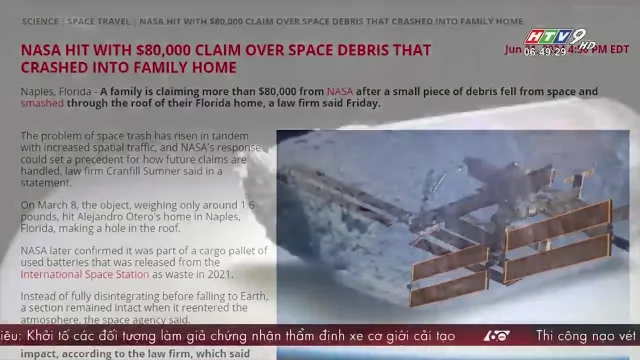 SCIENCE | SPACE TRAVEL | NASA HIT WITH $80,000 CLAIM OVER SPACE DEBRIS THAT CRASHED INTO FAMILY HOME
NASA HIT WITH $80,000 CLAIM OVER SPACE DEBRIS THAT
CRASHED INTO FAMILY HOME
PM EDT
HTV9 HD
06:49:29
Naples, Florida - A family is claiming more than $80,000 from NASA after a small piece of debris fell from space and
smashed through the roof of their Florida home, a law firm said Friday.
The problem of space trash has risen in tandem
with increased spatial traffic, and NASA's response
could set a precedent for how future claims are
handled, law firm Cranfill Sumner said in a
statement.
On March 8, the object, weighing only around 1.6
pounds, hit Alejandro Otero's home in Naples,
Florida, making a hole in the roof.
NASA later confirmed it was part of a cargo pallet of
used batteries that was released from the
International Space Station as waste in 2021.
Instead of fully disintegrating before falling to Earth,
a section remained intact when it reentered the
atmosphere, the space agency said.
iêu: Khởi tố các đối tượng làm giả chứng nhận thẩm định xe cơ giới cải tạo
60
Thi công nạo vét
impact, according to the law firm, which said